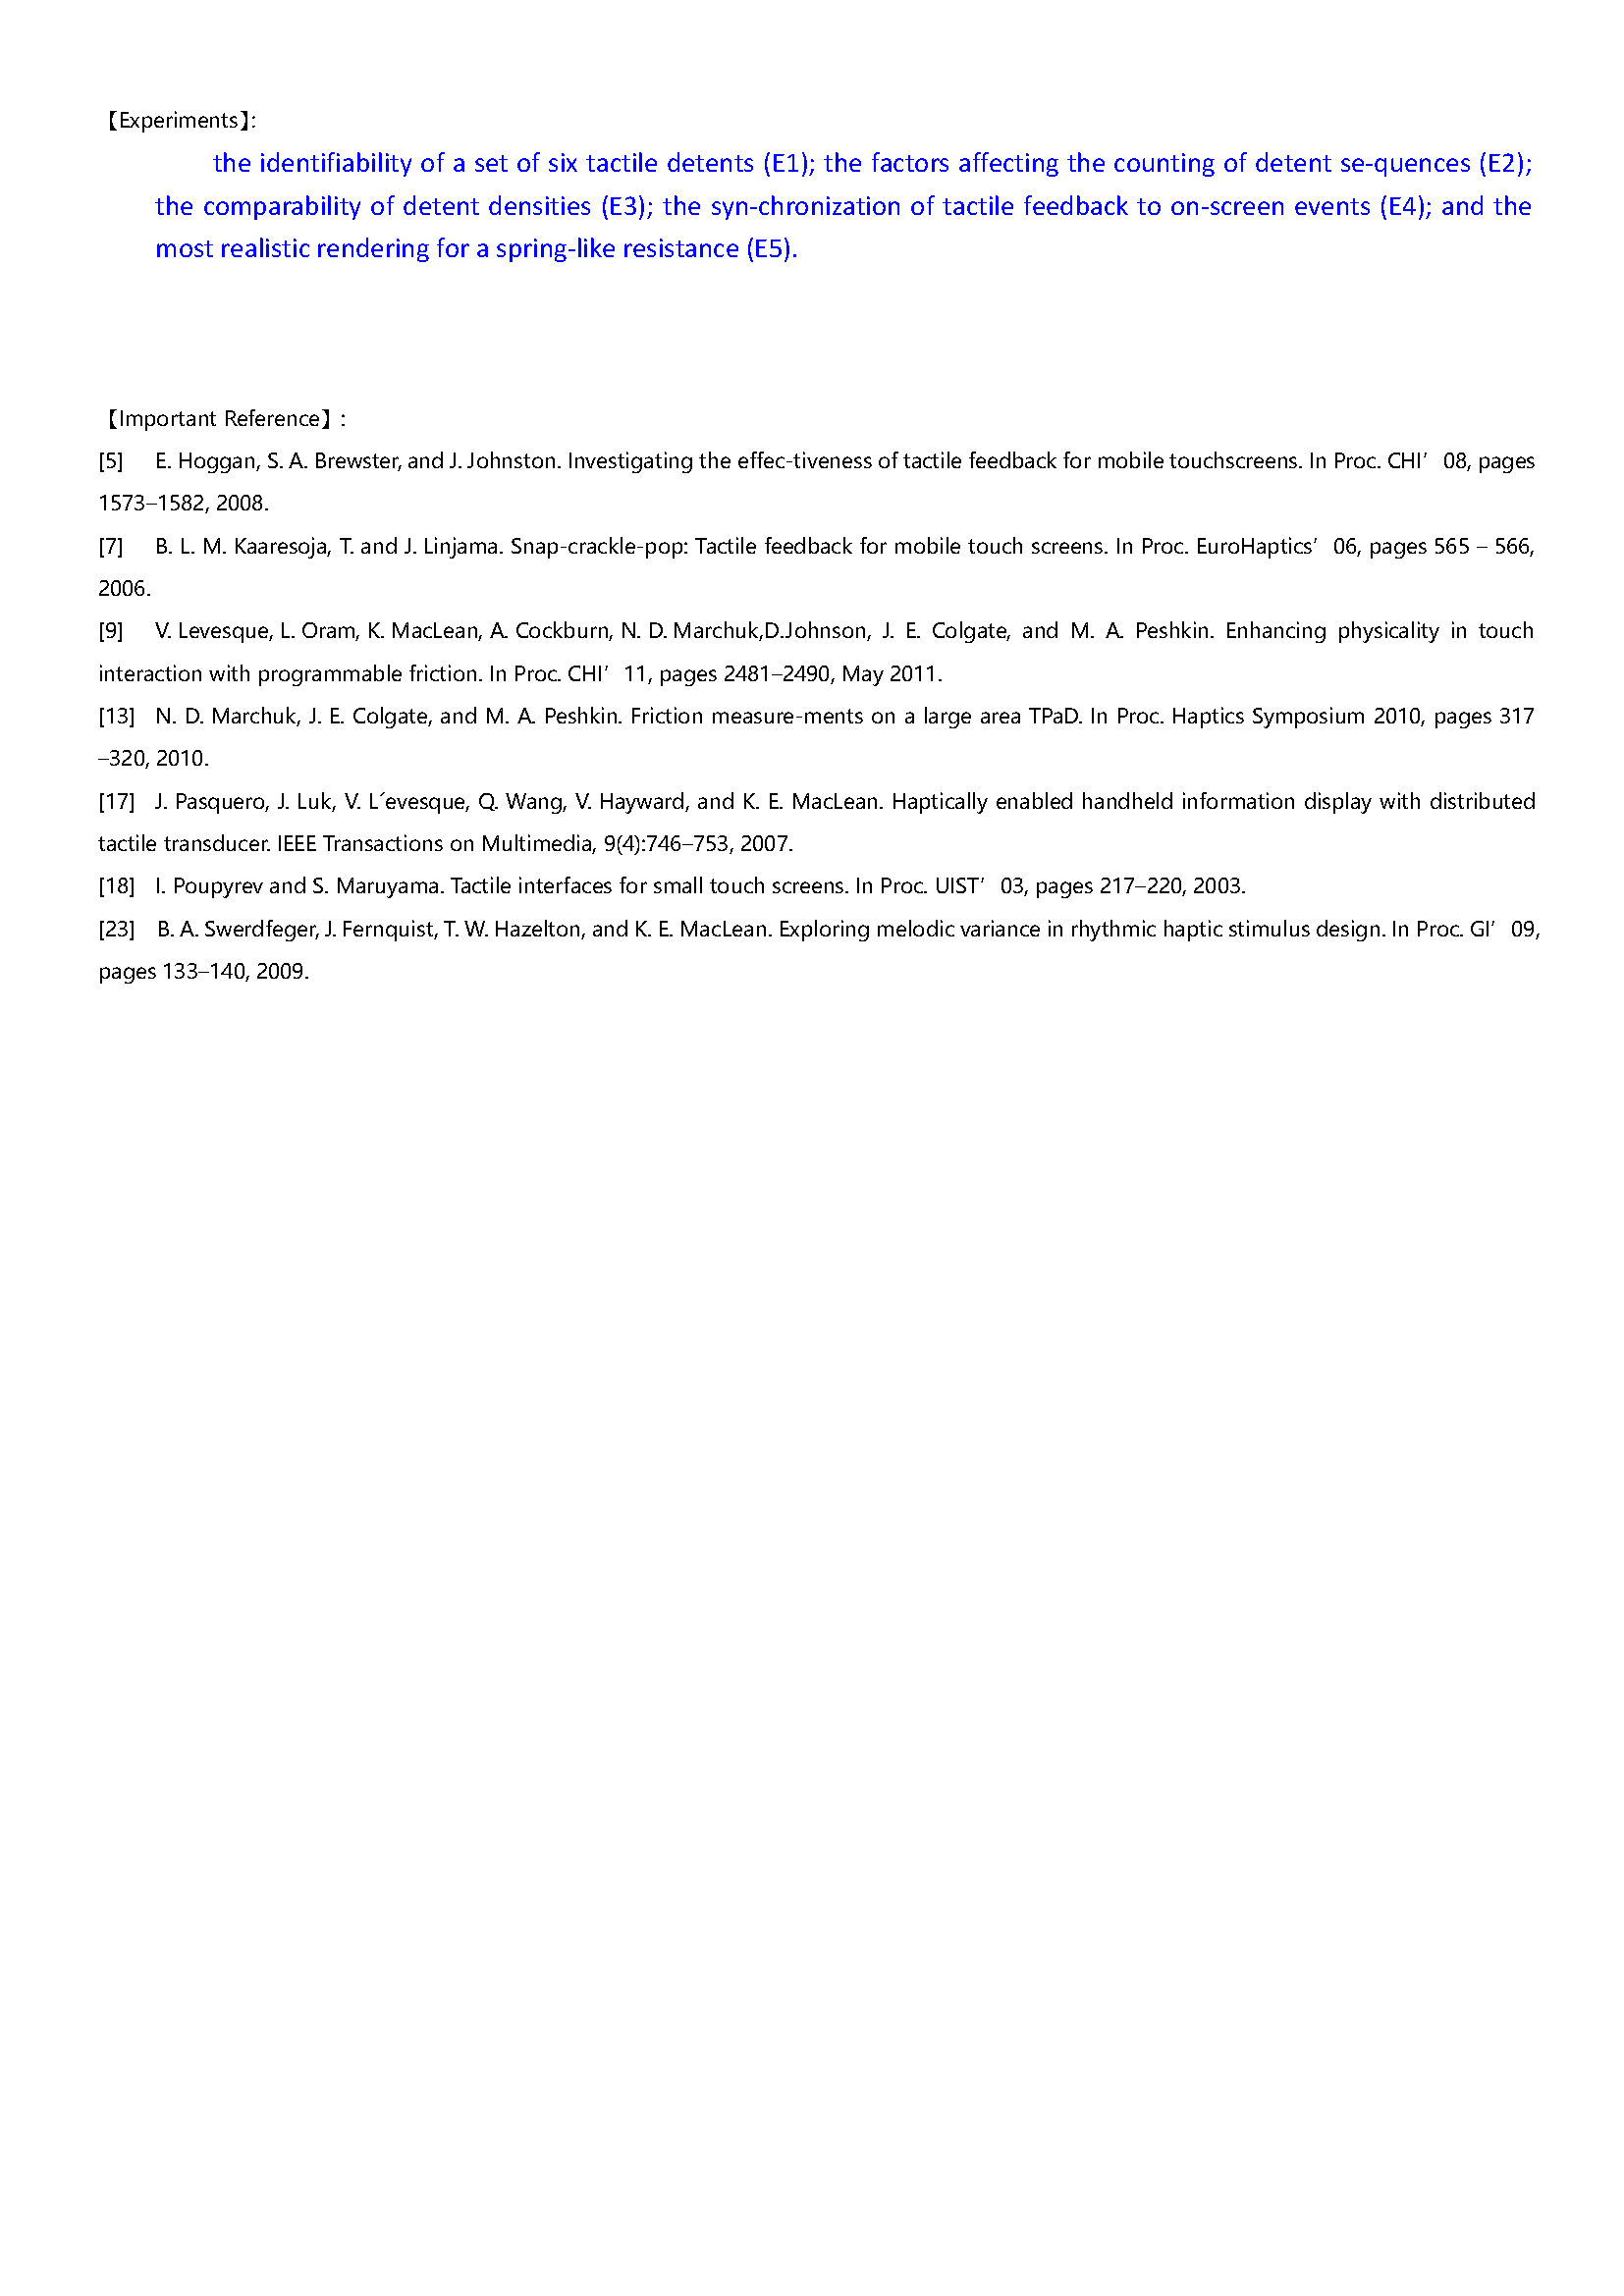 【Experiments】:
the identifiability of a set of six tactile detents (E1); the factors affecting the counting of detent se-quences (E2);
the comparability of detent densities (E3); the syn-chronization of tactile feedback to on-screen events (E4); and the
most realistic rendering for a spring-like resistance (E5).
【Important Reference】:
[5] E. Hoggan, S. A. Brewster, and J. Johnston. Investigating the effec-tiveness of tactile feedback for mobile touchscreens. In Proc. CHI’08, pages
1573–1582, 2008.
[7] B. L. M. Kaaresoja, T. and J. Linjama. Snap-crackle-pop: Tactile feedback for mobile touch screens. In Proc. EuroHaptics’06, pages 565 – 566,
2006.
[9] V. Levesque, L. Oram, K. MacLean, A. Cockburn, N. D. Marchuk,D.Johnson, J. E. Colgate, and M. A. Peshkin. Enhancing physicality in touch
interaction with programmable friction. In Proc. CHI’11, pages 2481–2490, May 2011.
[13] N. D. Marchuk, J. E. Colgate, and M. A. Peshkin. Friction measure-ments on a large area TPaD. In Proc. Haptics Symposium 2010, pages 317
–320, 2010.
[17] J. Pasquero, J. Luk, V. L´evesque, Q. Wang, V. Hayward, and K. E. MacLean. Haptically enabled handheld information display with distributed
tactile transducer. IEEE Transactions on Multimedia, 9(4):746–753, 2007.
[18] I. Poupyrev and S. Maruyama. Tactile interfaces for small touch screens. In Proc. UIST’03, pages 217–220, 2003.
[23] B. A. Swerdfeger, J. Fernquist, T. W. Hazelton, and K. E. MacLean. Exploring melodic variance in rhythmic haptic stimulus design. In Proc. GI’09,
pages 133–140, 2009.